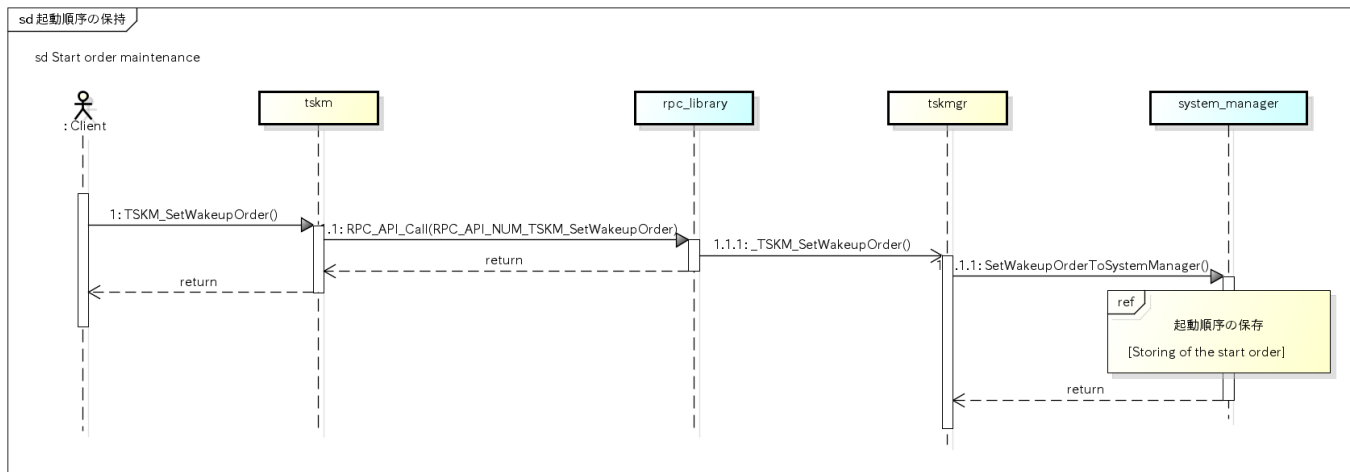 sd 起動順序の保持
sd Start order maintenance
: Client
tskm
rpc_library
tskmgr
system_manager
1: TSKM_SetWakeupOrder()
.1: RPC_API_Call(RPC_API_NUM_TSKM_SetWakeupOrder)
1.1.1: _TSKM_SetWakeupOrder()
return
1 .1.1: SetWakeupOrderToSystemManager()
return
ref
起動順序の保存
[Storing of the start order]
return